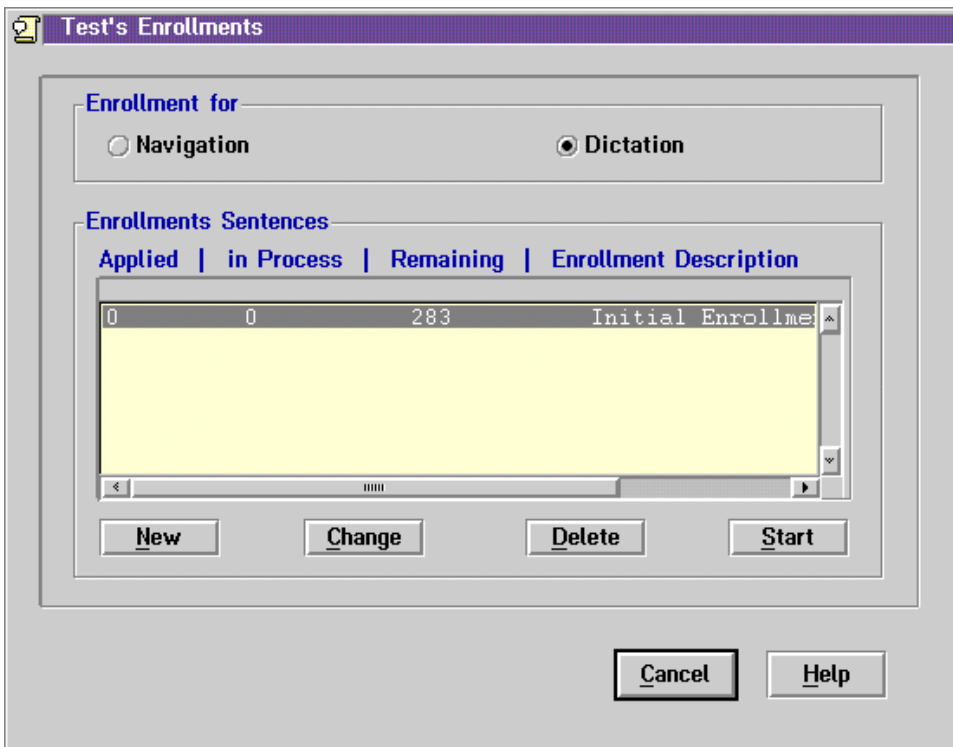 Test's Enrollments
Enrollment for
Navigation Dictation
Enrollments Sentences
Applied | in Process | Remaining | Enrollment Description
0 0 283 Initial Enrollme
New Change Delete Start
Cancel Help